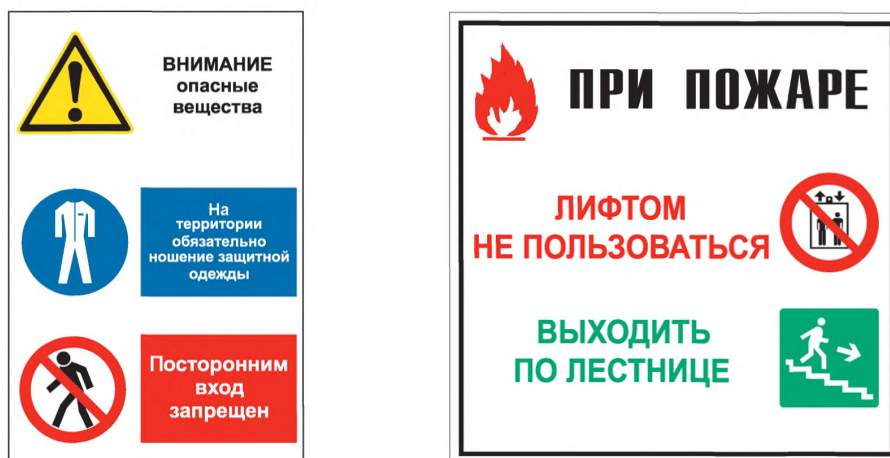 ВНИМАНИЕ
опасные
вещества
На
территории
обязательно
ношение защитной
одежды
Посторонним
вход
запрещен
ПРИ ПОЖАРЕ
ЛИФТОМ
НЕ ПОЛЬЗОВАТЬСЯ
ВЫХОДИТЬ
ПО ЛЕСТНИЦЕ